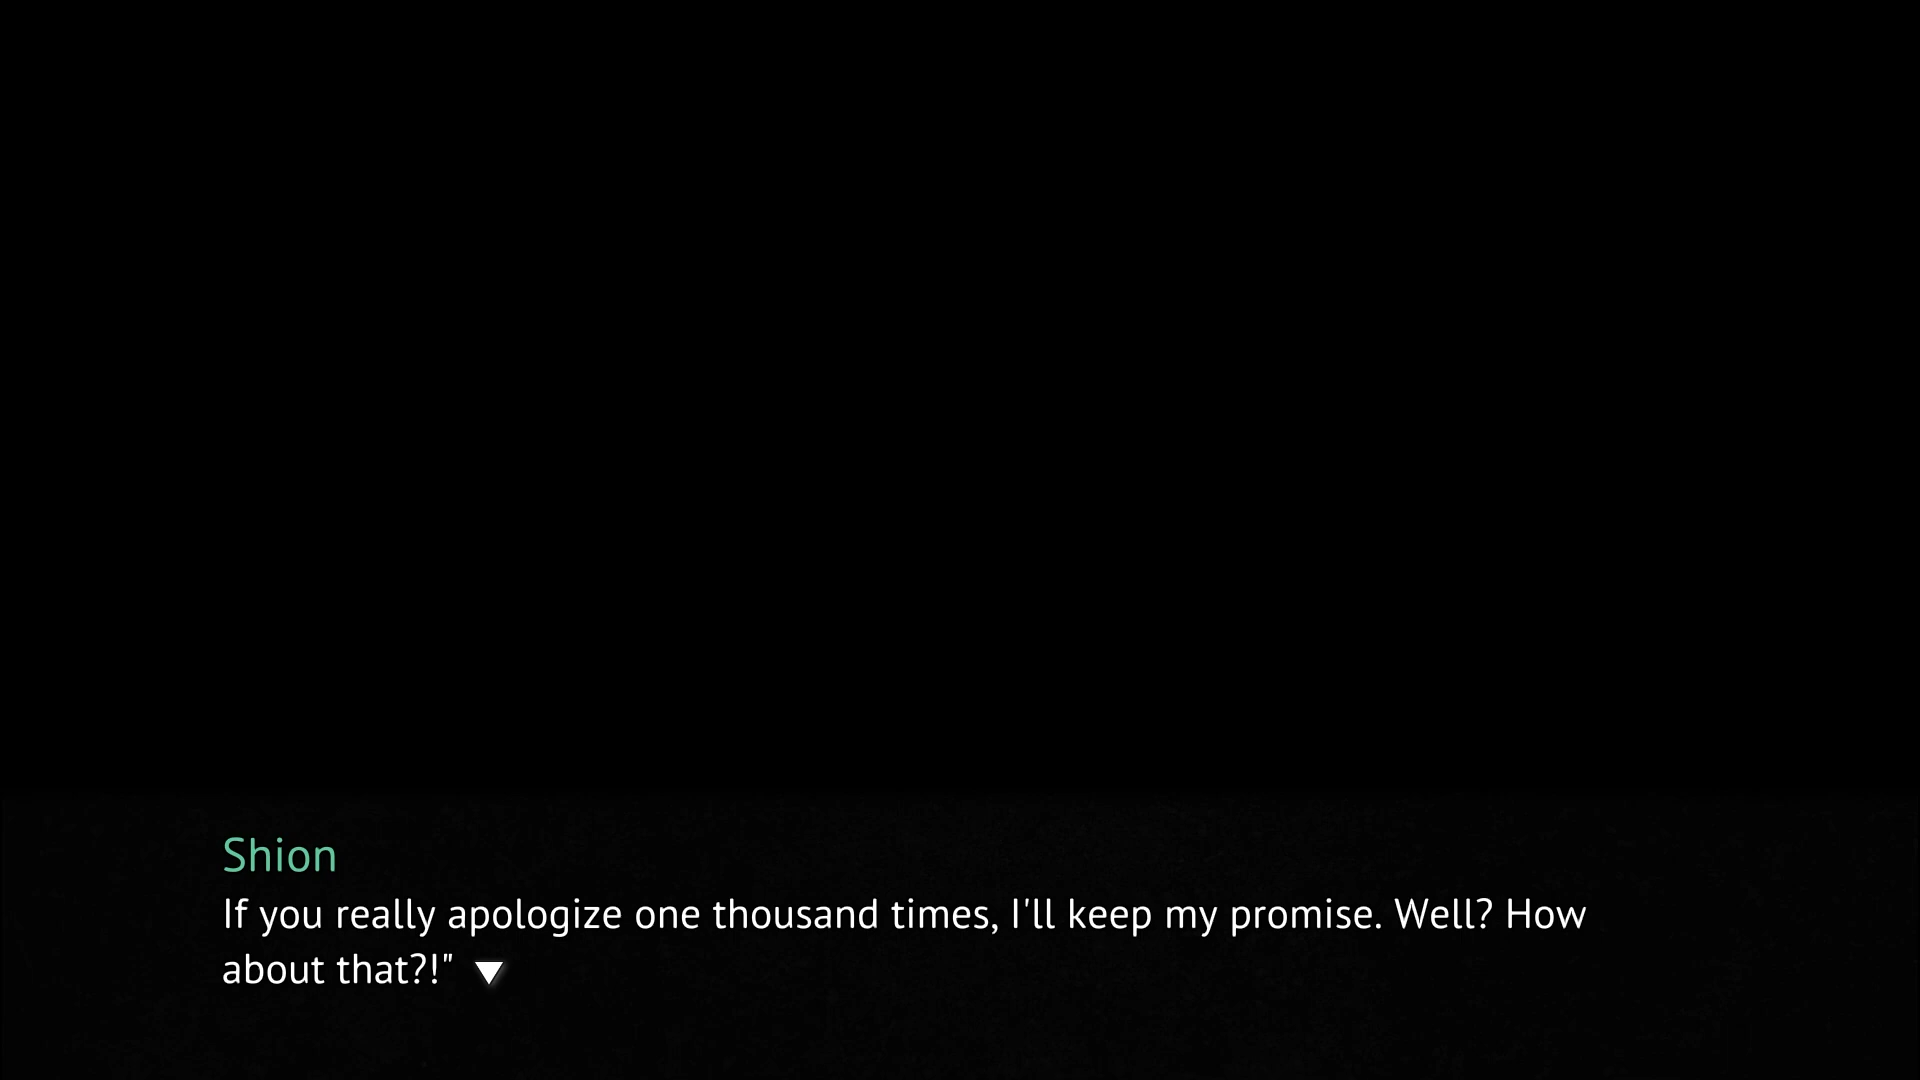 Shion
If you really apologize one thousand times, I'll keep my promise. Well? How
about that?!"